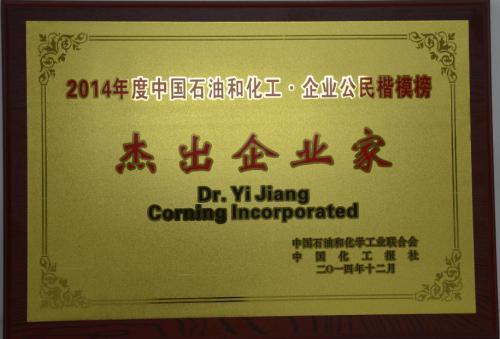 2014年度中国石油和化工·企业公民楷模榜
杰出企业家
Dr. Yi Jiang
Corning Incorporated
中国石油和化学工业联合会
中国化工报社
二〇一四年十二月